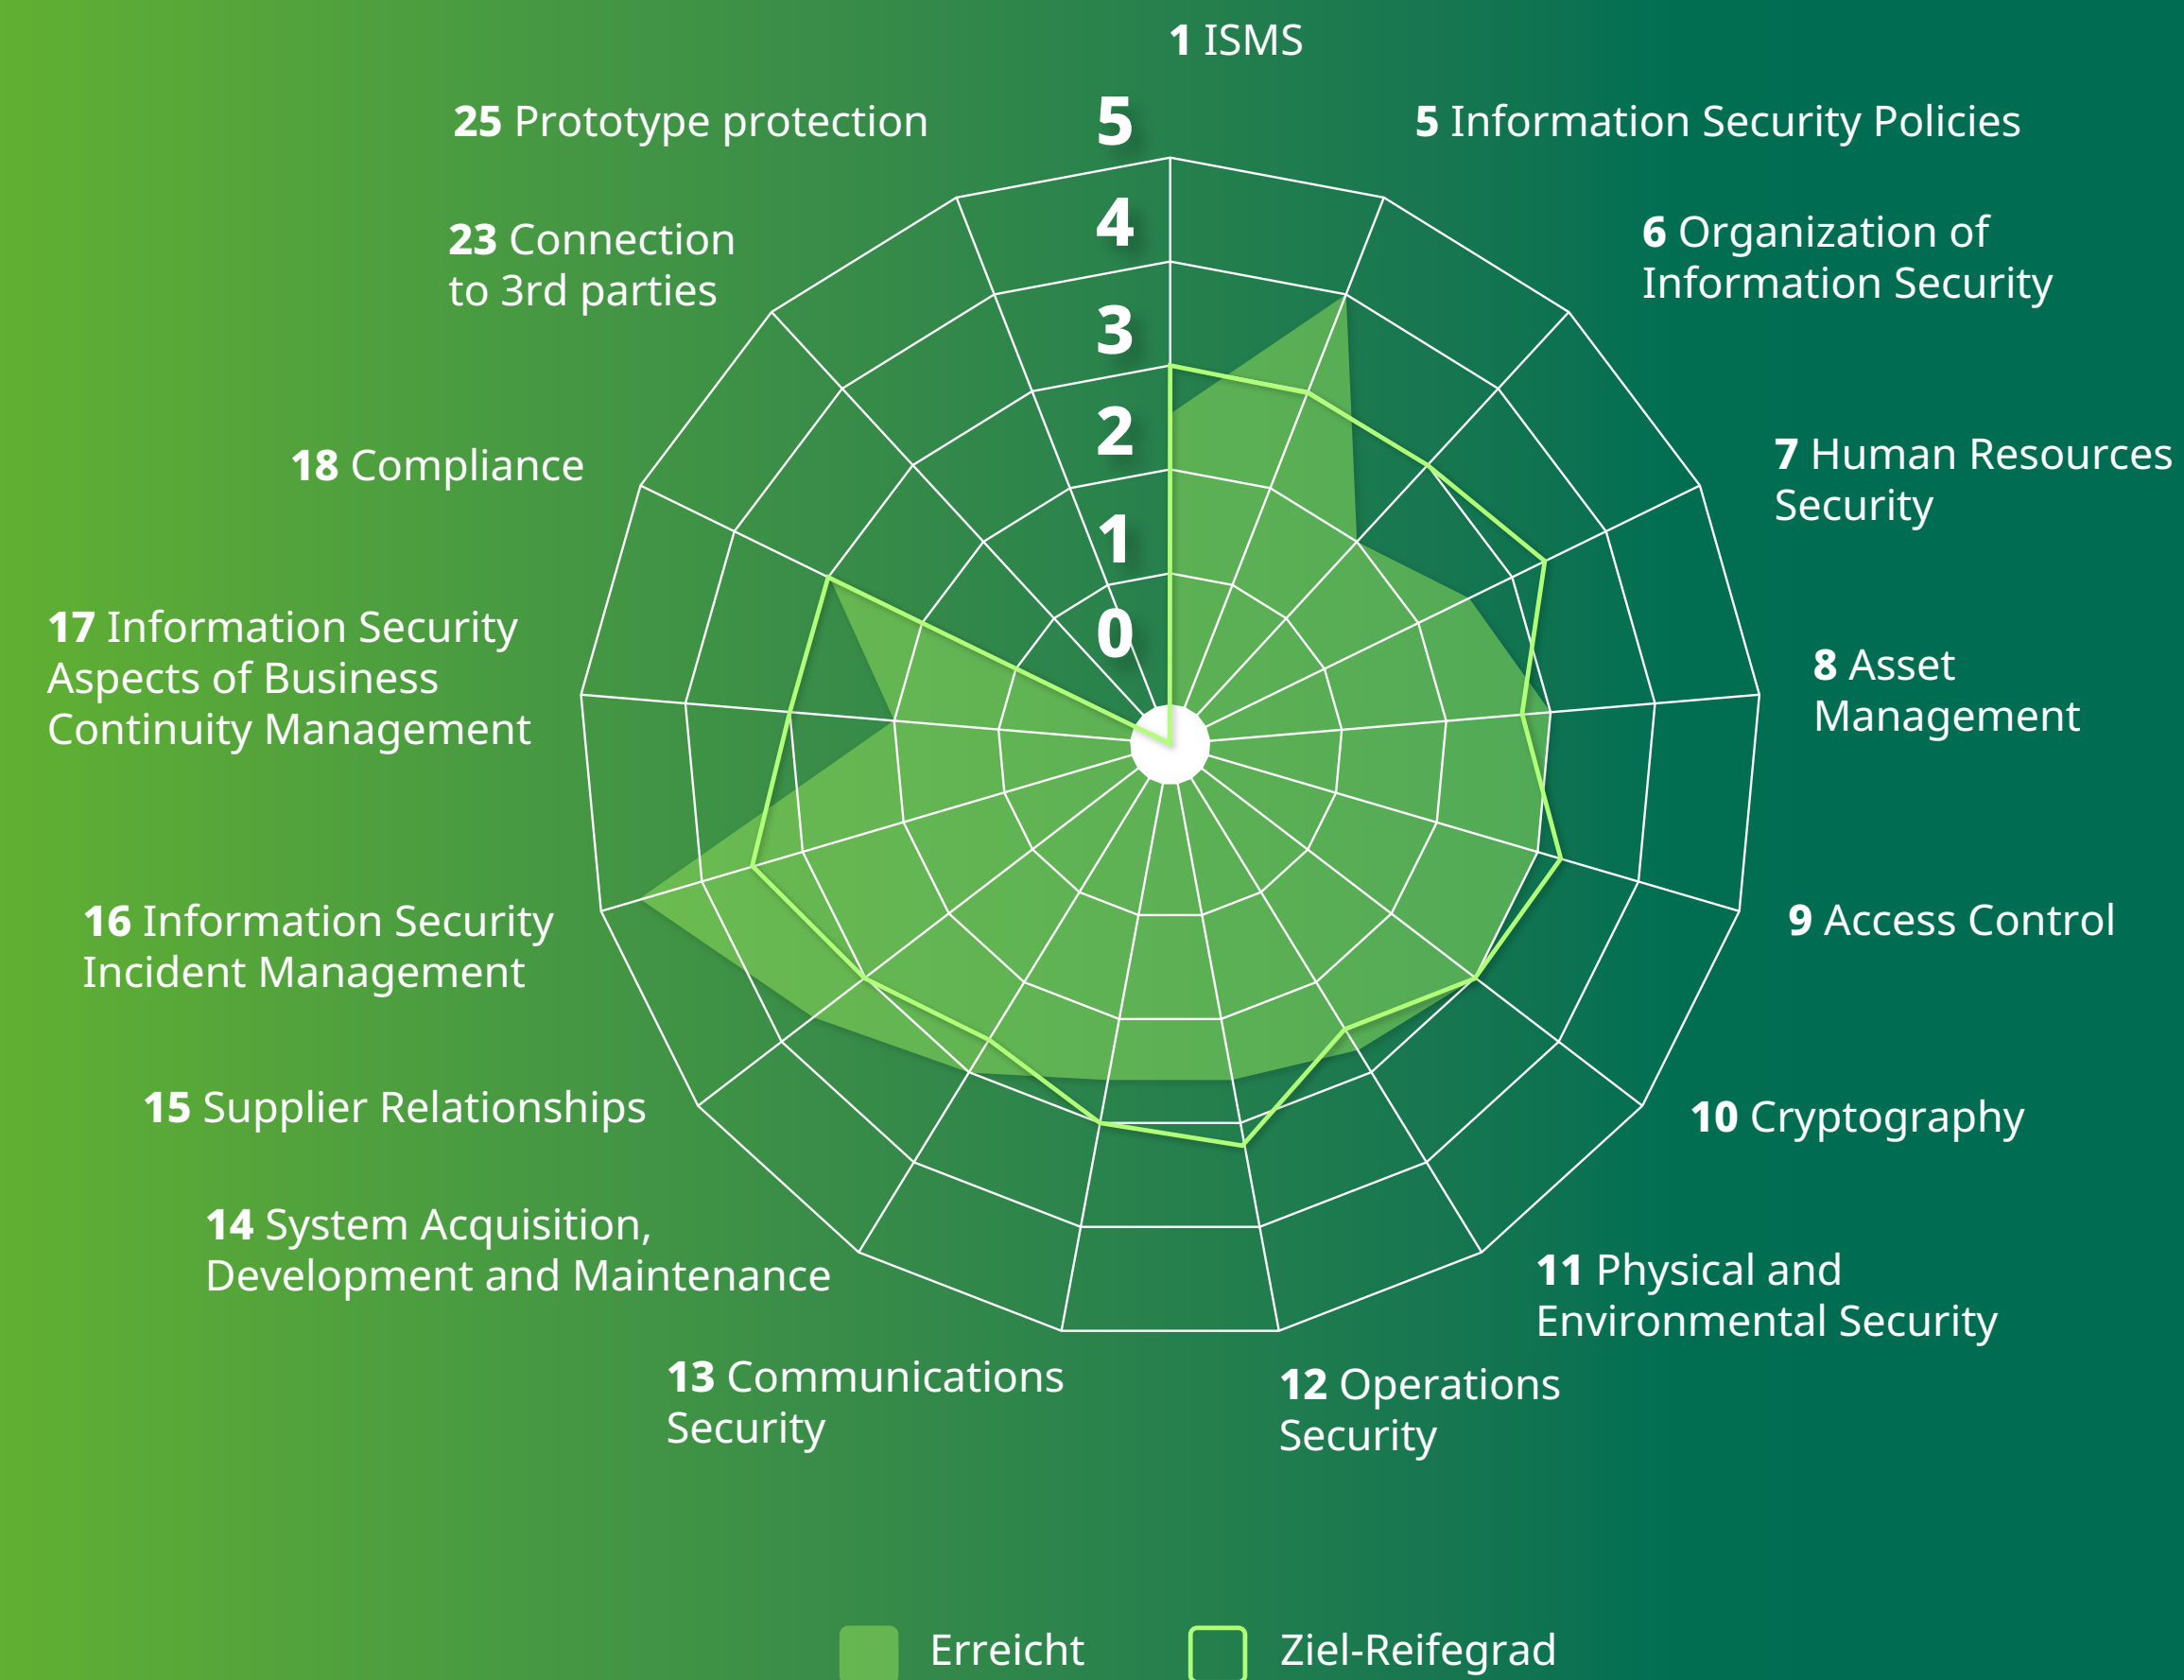 1 ISMS
5 Information Security Policies
6 Organization of
Information Security
7 Human Resources
Security
8 Asset
Management
9 Access Control
10 Cryptography
11 Physical and
Environmental Security
12 Operations
Security
13 Communications
Security
14 System Acquisition,
Development and Maintenance
15 Supplier Relationships
16 Information Security
Incident Management
17 Information Security
Aspects of Business
Continuity Management
18 Compliance
23 Connection
to 3rd parties
25 Prototype protection
5
4
3
2
1
0
Erreicht
Ziel-Reifegrad